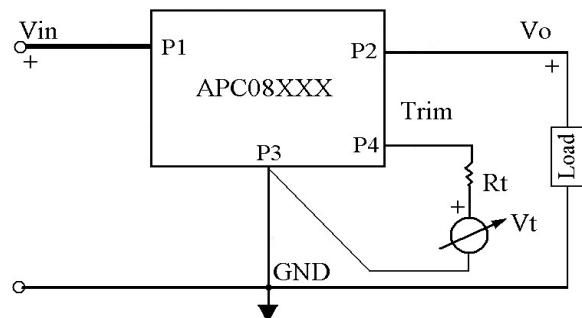 Vin
+
P1
P2
Vo
+
APC08XXX
Trim
P4
P3
Rt
+
Vt
Load
GND